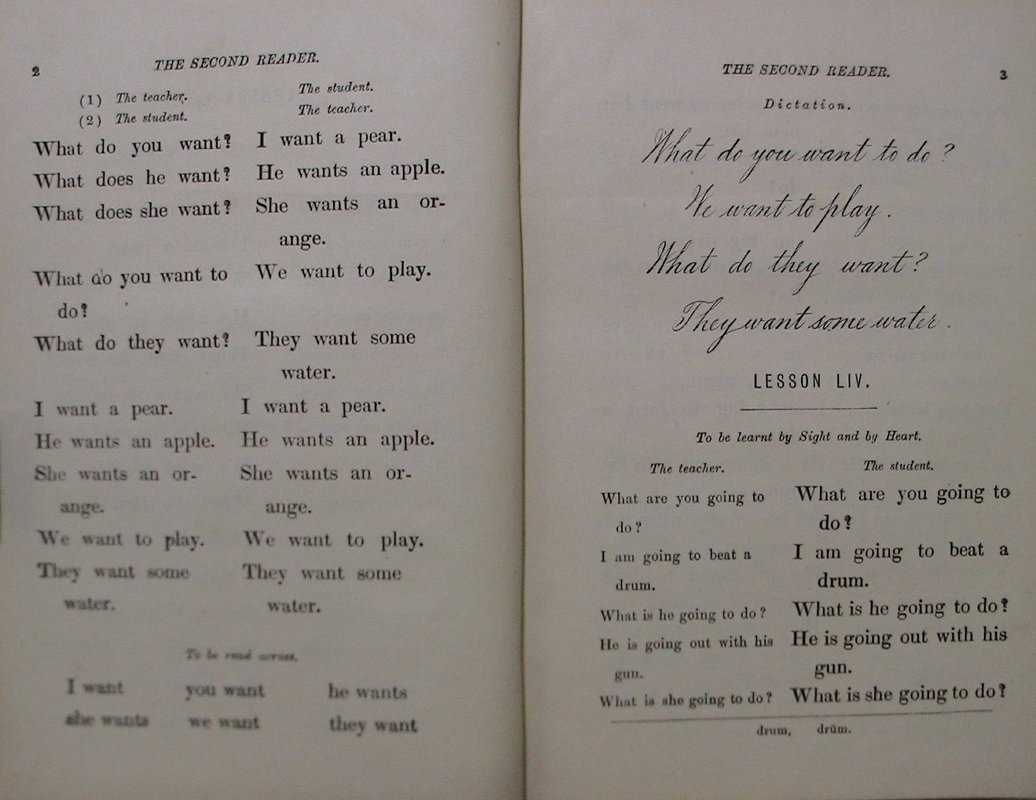 2
THE SECOND READER.
(1) The teacher. The student.
(2) The student. The teacher.
What do you want? I want a pear.
What does he want? He wants an apple.
What does she want? She wants an or-
ange.
What do you want to We want to play.
do?
What do they want? They want some
water.
I want a pear. I want a pear.
He wants an apple. He wants an apple.
She wants an or- She wants an or-
ange. ange.
We want to play. We want to play.
They want some They want some
water. water.
To be read across.
I want you want he wants
she wants we want they want
THE SECOND READER.
3
Dictation.
What do you want to do?
We want to play.
What do they want?
They want some water.
LESSON LIV.
To be learnt by Sight and by Heart.
The teacher. The student.
What are you going to What are you going to
do? do?
I am going to beat a I am going to beat a
drum. drum.
What is he going to do? What is he going to do?
He is going out with his He is going out with his
gun. gun.
What is she going to do? What is she going to do?
drum, drŭm.